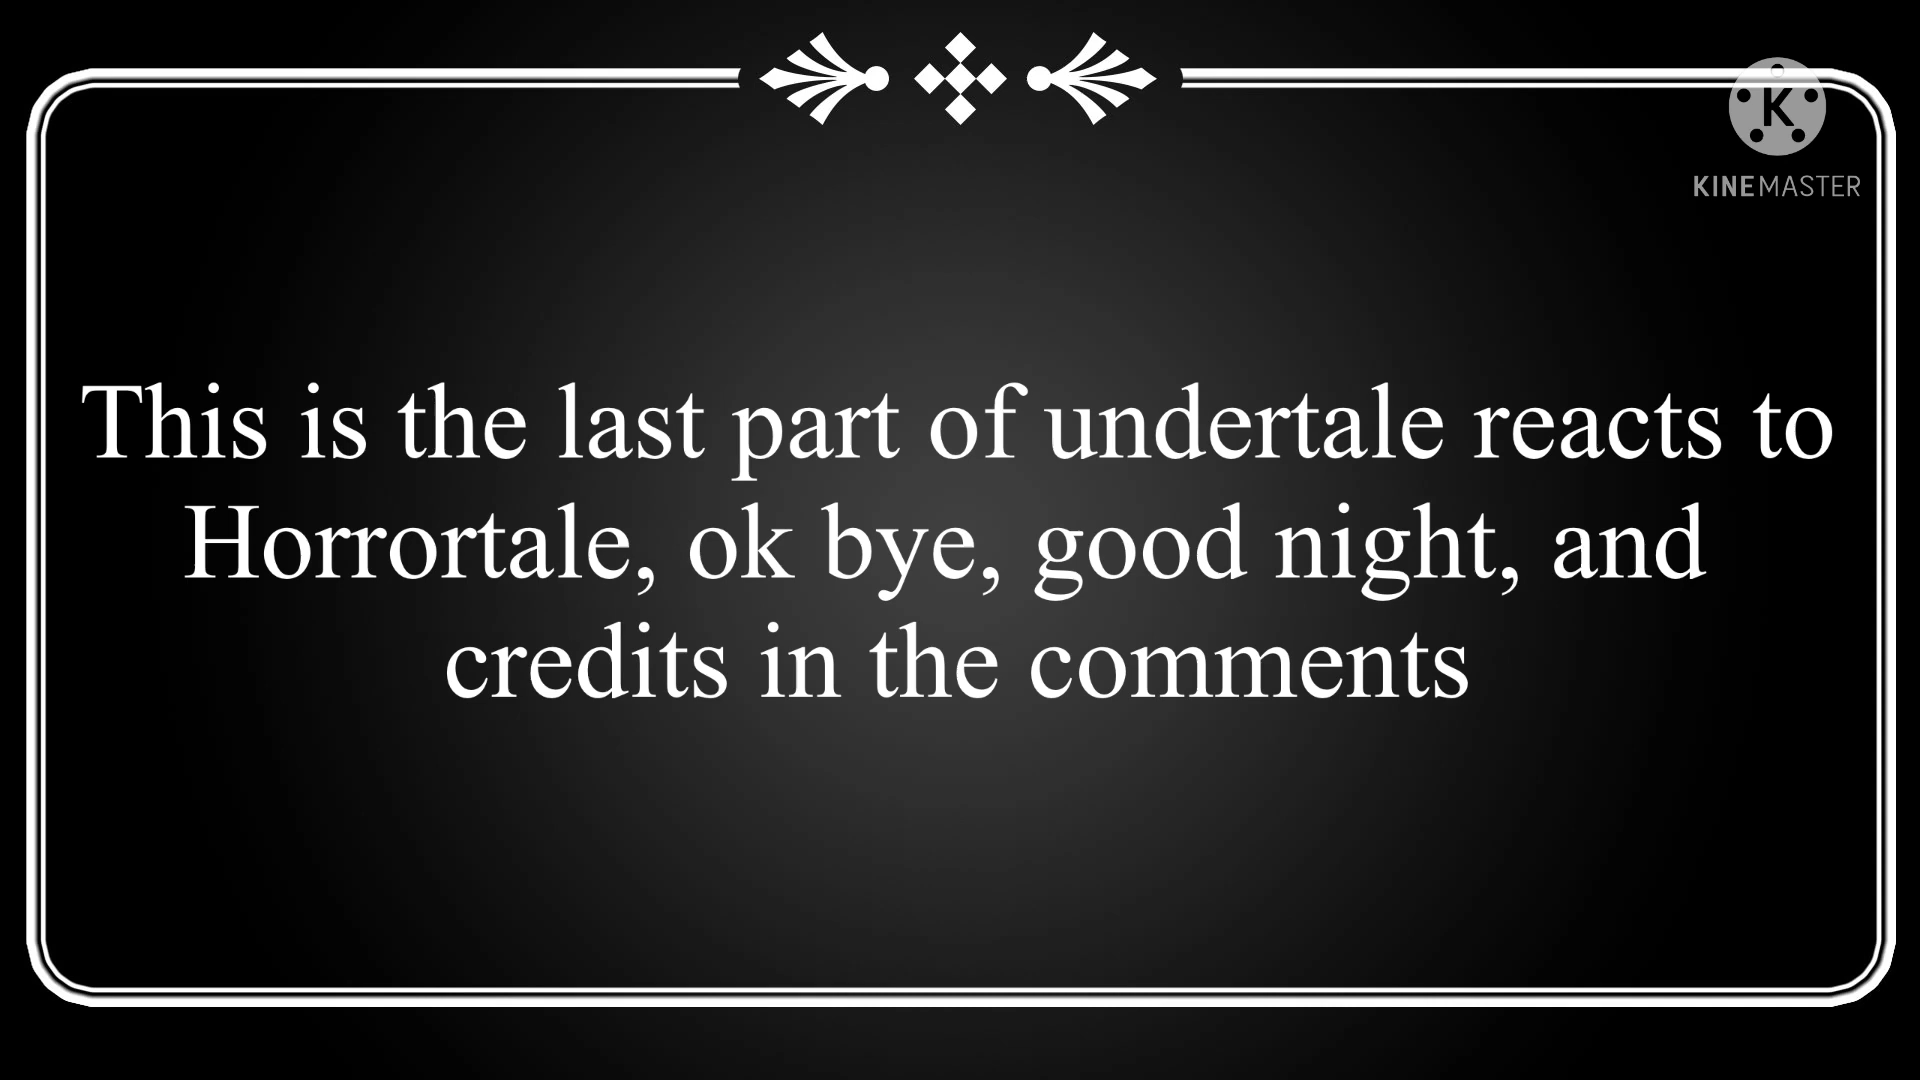 K
KINEMASTER
This is the last part of undertale reacts to
Horrortale, ok bye, good night, and
credits in the comments